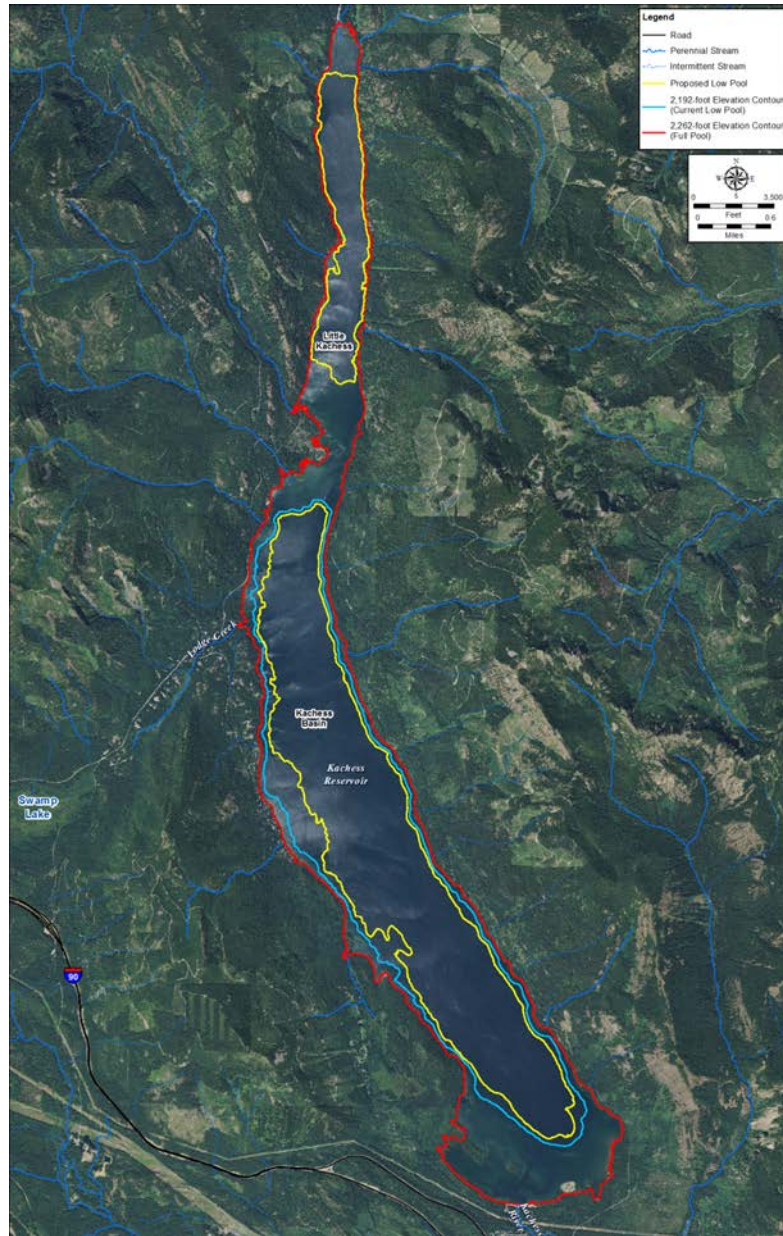 Legend
Road
Perennial Stream
Intermittent Stream
Proposed Low Pool
2,192-foot Elevation Contour
(Current Low Pool)
2,262-foot Elevation Contour
(Full Pool)
N
W E
S
0 3,500
Feet
0 0.6
Miles
Little
Kachess
Lodge Creek
Kachess
Basin
Kachess
Reservoir
Swamp
Lake
90
Kachess
River